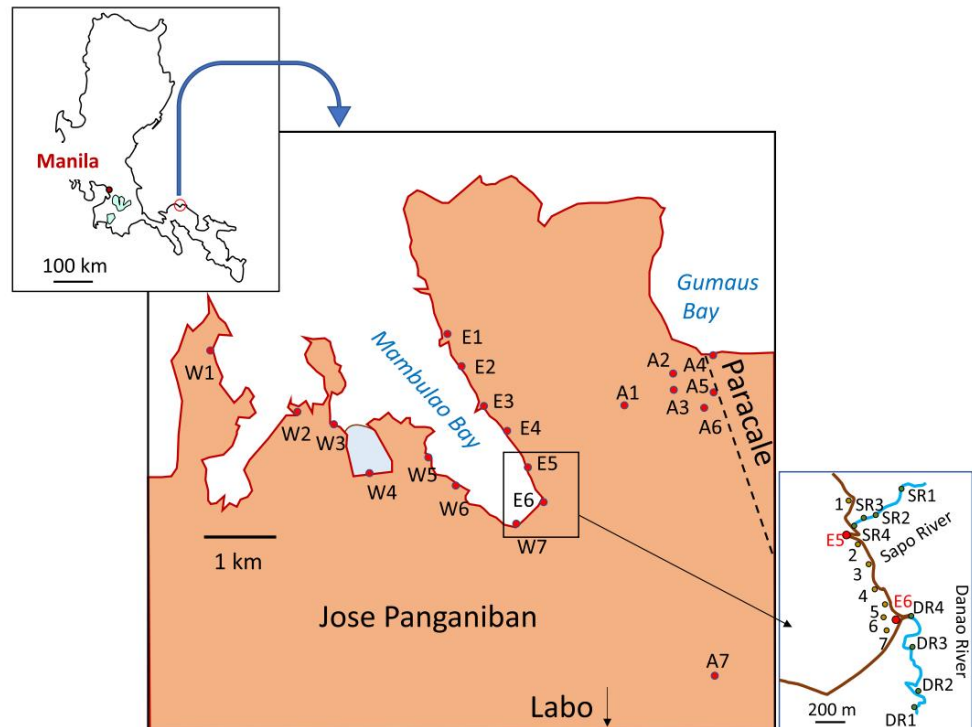 Manila
100 km
Gumaus
Bay
Mambulao Bay
Paracale
E1
E2
E3
E4
E5
E6
W1
W2
W3
W4
W5
W6
W7
A1
A2
A3
A4
A5
A6
A7
1 km
Jose Panganiban
Labo
SR1
SR2
SR3
SR4
Sapo River
1
E5
2
3
4
5
6
7
E6
DR4
DR3
DR2
DR1
Danao River
200 m